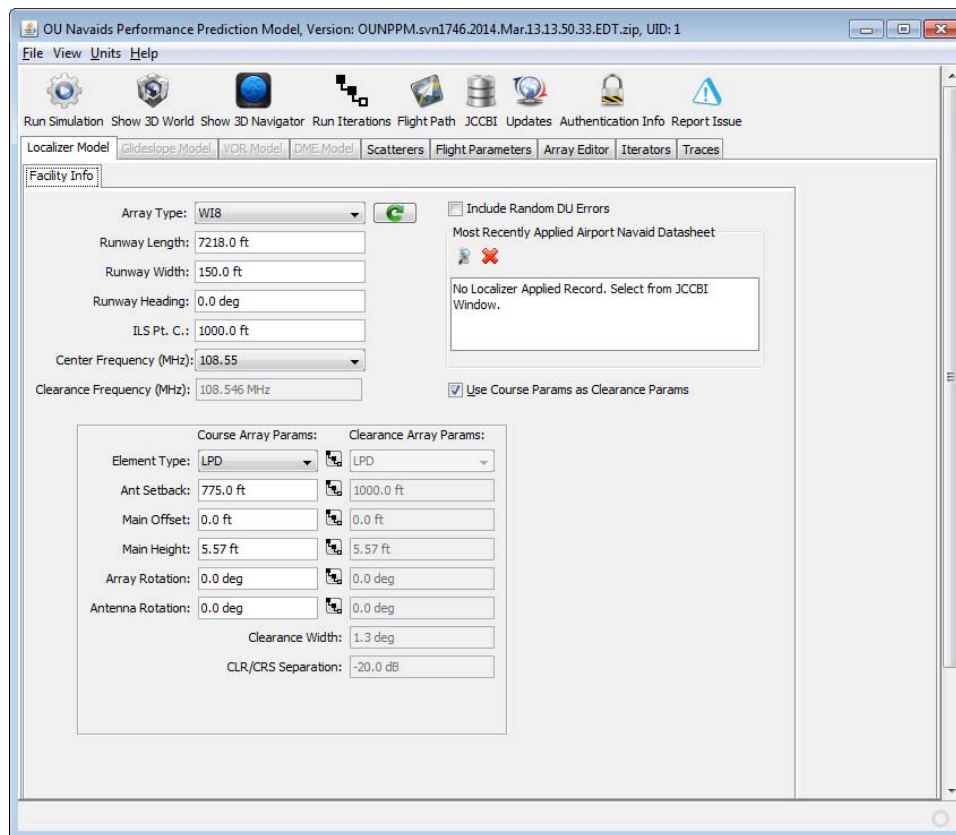 OU Navaids Performance Prediction Model, Version: OUNPPM.svn1746.2014.Mar.13.13.50.33.EDT.zip, UID: 1
File View Units Help
Run Simulation Show 3D World Show 3D Navigator Run Iterations Flight Path JCCBI Updates Authentication Info Report Issue
Localizer Model Glideslope Model VOR Model DME Model Scatterers Flight Parameters Array Editor Iterators Traces
Facility Info
Array Type: WI8
Include Random DU Errors
Runway Length: 7218.0 ft
Most Recently Applied Airport Navaid Datasheet
Runway Width: 150.0 ft
Runway Heading: 0.0 deg
No Localizer Applied Record. Select from JCCBI
Window.
ILS Pt. C.: 1000.0 ft
Center Frequency (MHz): 108.55
Clearance Frequency (MHz): 108.546 MHz
Use Course Params as Clearance Params
Course Array Params: Clearance Array Params:
Element Type: LPD LPD
Ant Setback: 775.0 ft 1000.0 ft
Main Offset: 0.0 ft 0.0 ft
Main Height: 5.57 ft 5.57 ft
Array Rotation: 0.0 deg 0.0 deg
Antenna Rotation: 0.0 deg 0.0 deg
Clearance Width: 1.3 deg
CLR/CRS Separation: -20.0 dB